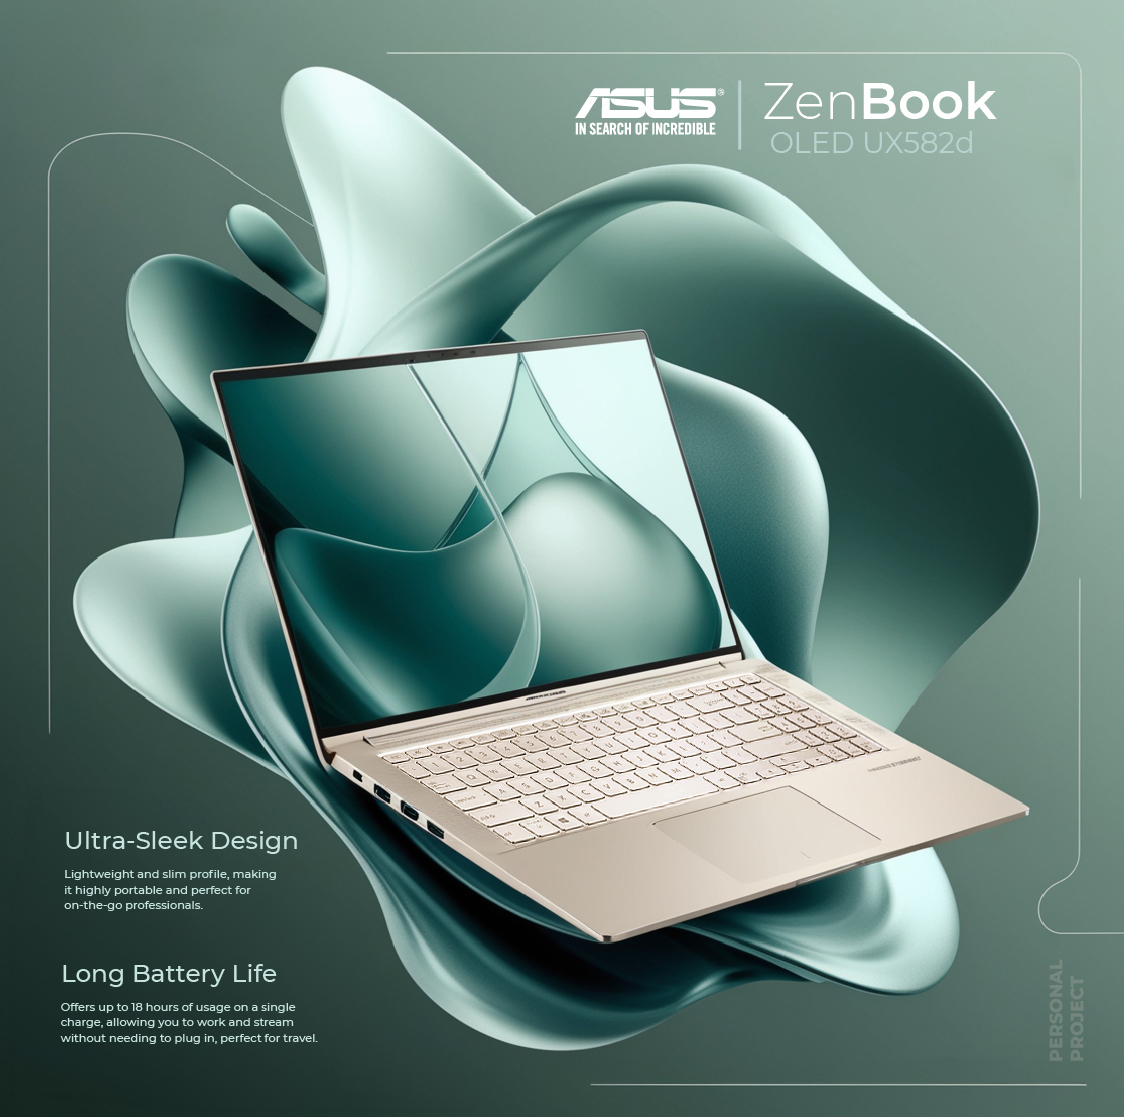 ASUS®
IN SEARCH OF INCREDIBLE
ZenBook
OLED UX582d
Ultra-Sleek Design
Lightweight and slim profile, making
it highly portable and perfect for
on-the-go professionals.
Long Battery Life
Offers up to 18 hours of usage on a single
charge, allowing you to work and stream
without needing to plug in, perfect for travel.
PERSONAL
PROJECT